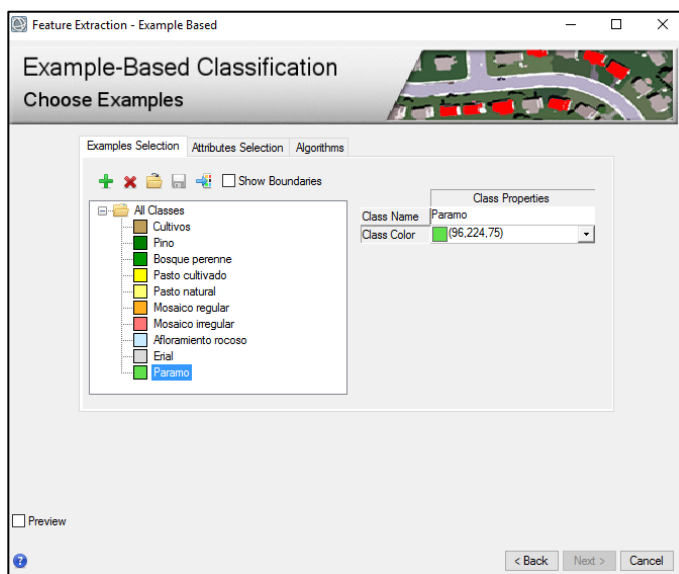 Feature Extraction - Example Based
Example-Based Classification
Choose Examples
Examples Selection Attributes Selection Algorithms
Show Boundaries
All Classes
Cultivos
Pino
Bosque perenne
Pasto cultivado
Pasto natural
Mosaico regular
Mosaico irregular
Afloramiento rocoso
Erial
Paramo
Class Properties
Class Name Paramo
Class Color (96,224,75)
Preview
?
< Back Next > Cancel